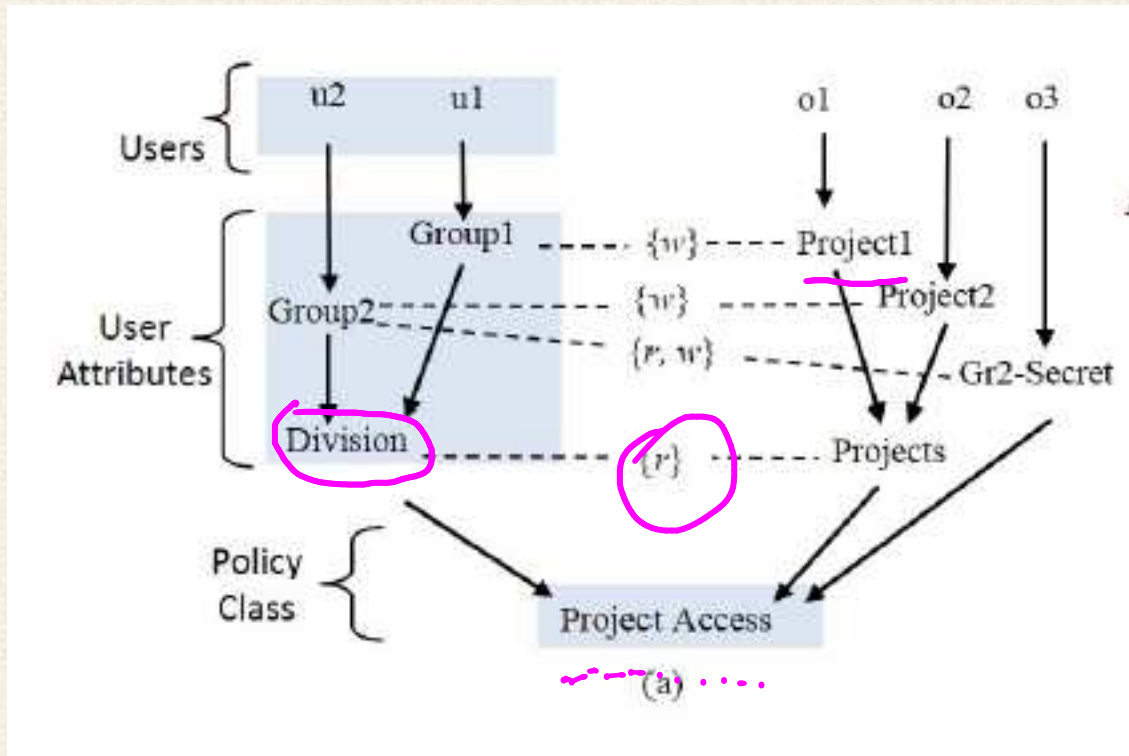 u2 u1 o1 o2 o3
Users
Group1 {w} Project1
Group2 {w} Project2
User
Attributes
{r, w}
Gr2-Secret
Division {r} Projects
Policy
Class
Project Access
(a)